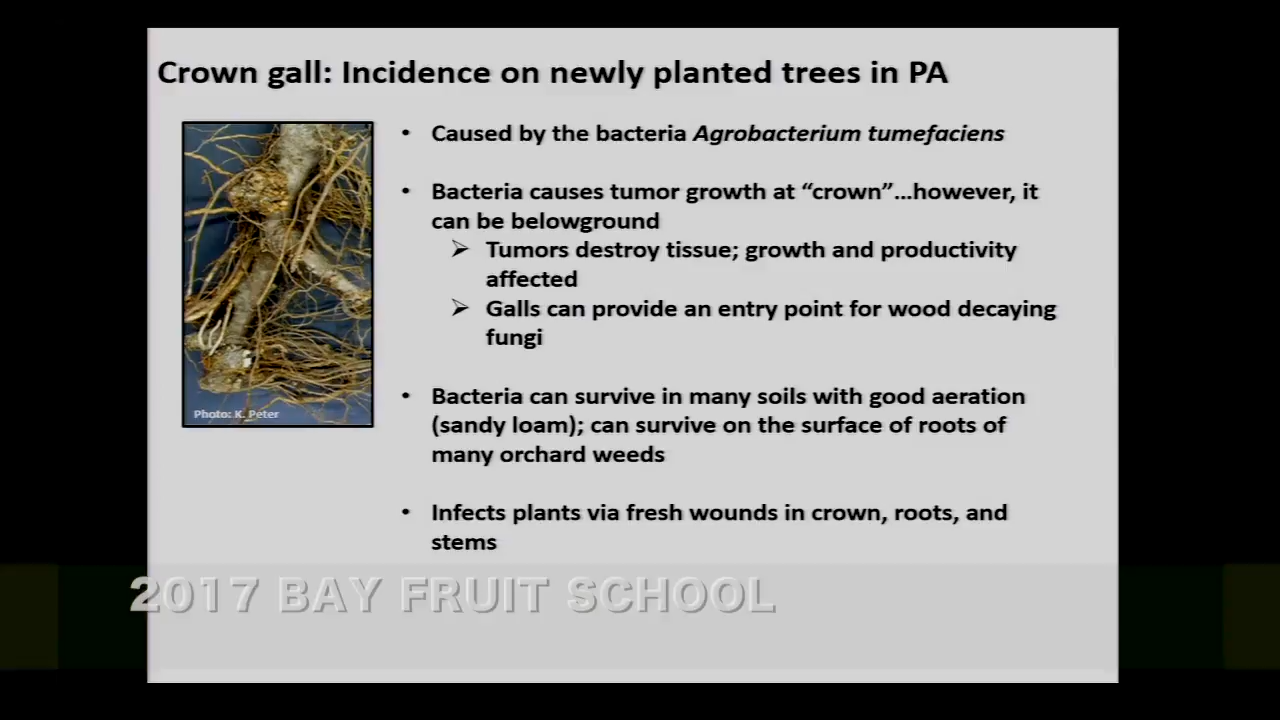 Crown gall: Incidence on newly planted trees in PA
• Caused by the bacteria Agrobacterium tumefaciens
• Bacteria causes tumor growth at “crown”…however, it
can be belowground
➢ Tumors destroy tissue; growth and productivity
affected
➢ Galls can provide an entry point for wood decaying
fungi
• Bacteria can survive in many soils with good aeration
(sandy loam); can survive on the surface of roots of
many orchard weeds
• Infects plants via fresh wounds in crown, roots, and
stems
Photo: K. Peter
2017 BAY FRUIT SCHOOL